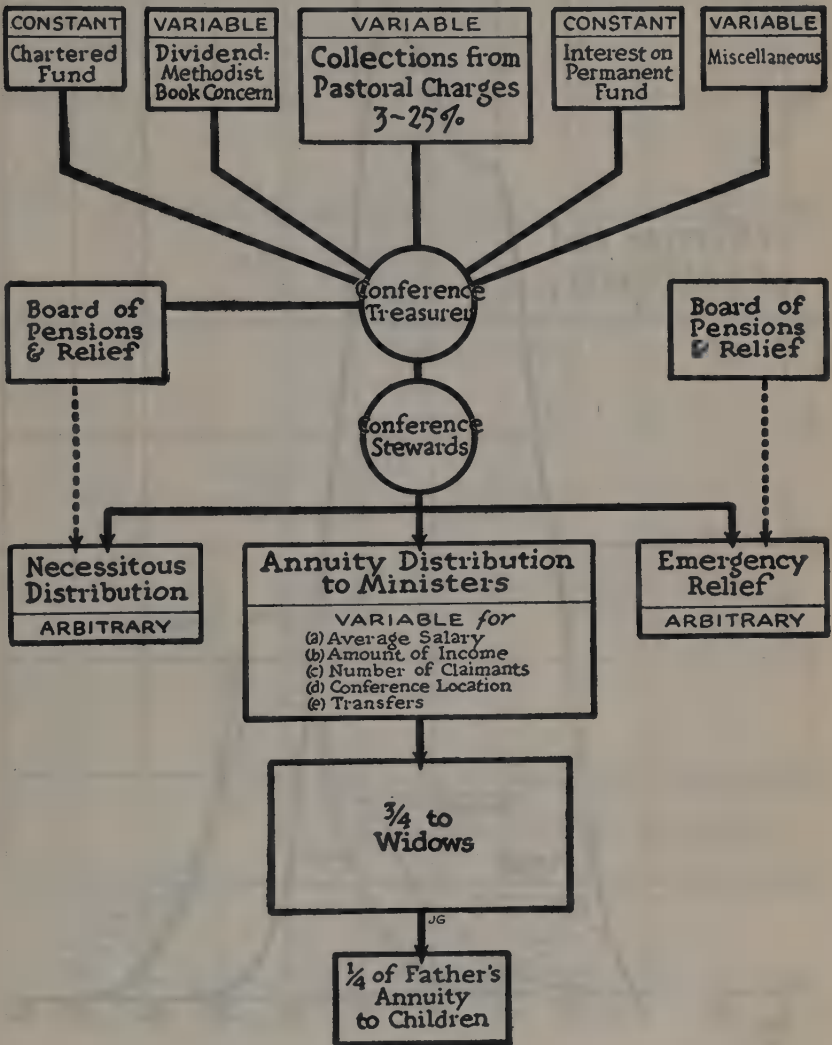 CONSTANT
Chartered
Fund
VARIABLE
Dividend:
Methodist
Book Concern
VARIABLE
Collections from
Pastoral Charges
3~25%
CONSTANT
Interest on
Permanent
Fund
VARIABLE
Miscellaneous
Conference
Treasurer
Board of
Pensions
& Relief
Board of
Pensions
& Relief
Conference
Stewards
Necessitous
Distribution
ARBITRARY
Annuity Distribution
to Ministers
VARIABLE for
(a) Average Salary
(b) Amount of Income
(c) Number of Claimants
(d) Conference Location
(e) Transfers
Emergency
Relief
ARBITRARY
3/4 to
Widows
JG
1/4 of Father's
Annuity
to Children